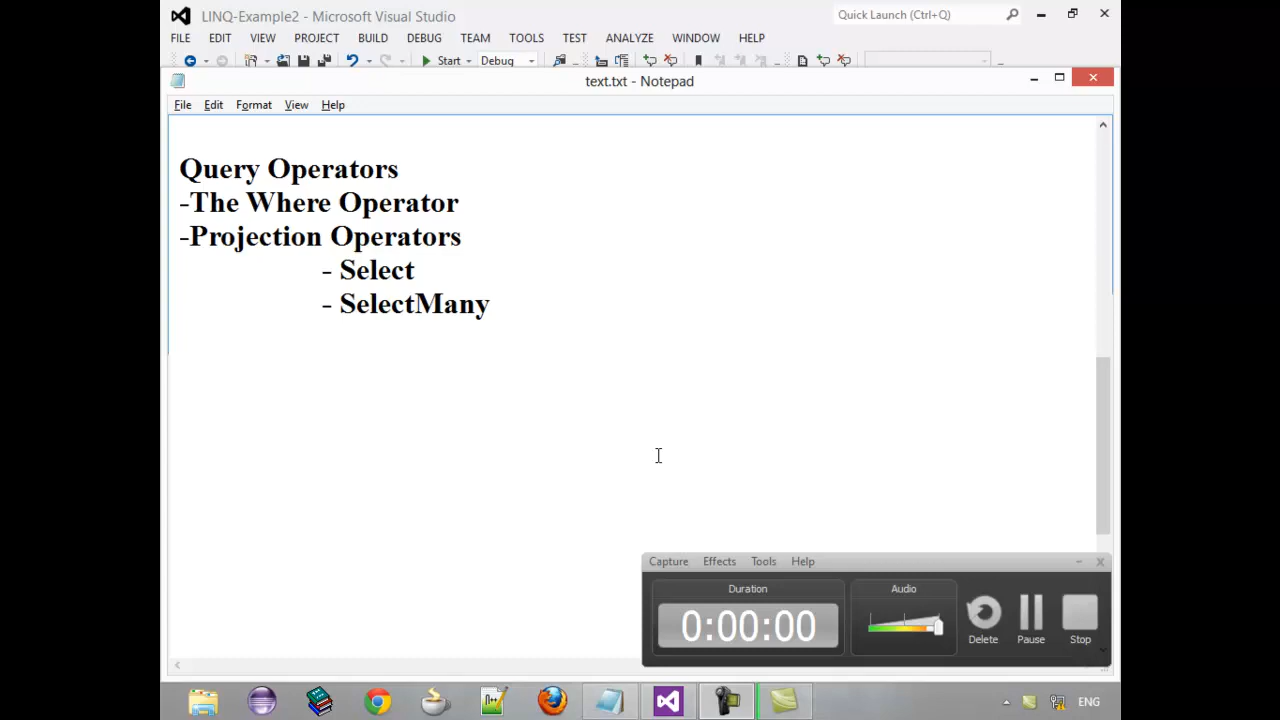 LINQ-Example2 - Microsoft Visual Studio
Quick Launch (Ctrl+Q)
FILE EDIT VIEW PROJECT BUILD DEBUG TEAM TOOLS TEST ANALYZE WINDOW HELP
Start Debug
text.txt - Notepad
File Edit Format View Help
Query Operators
-The Where Operator
-Projection Operators
- Select
- SelectMany
Capture Effects Tools Help
Duration
Audio
0:00:00
Delete Pause Stop
ENG